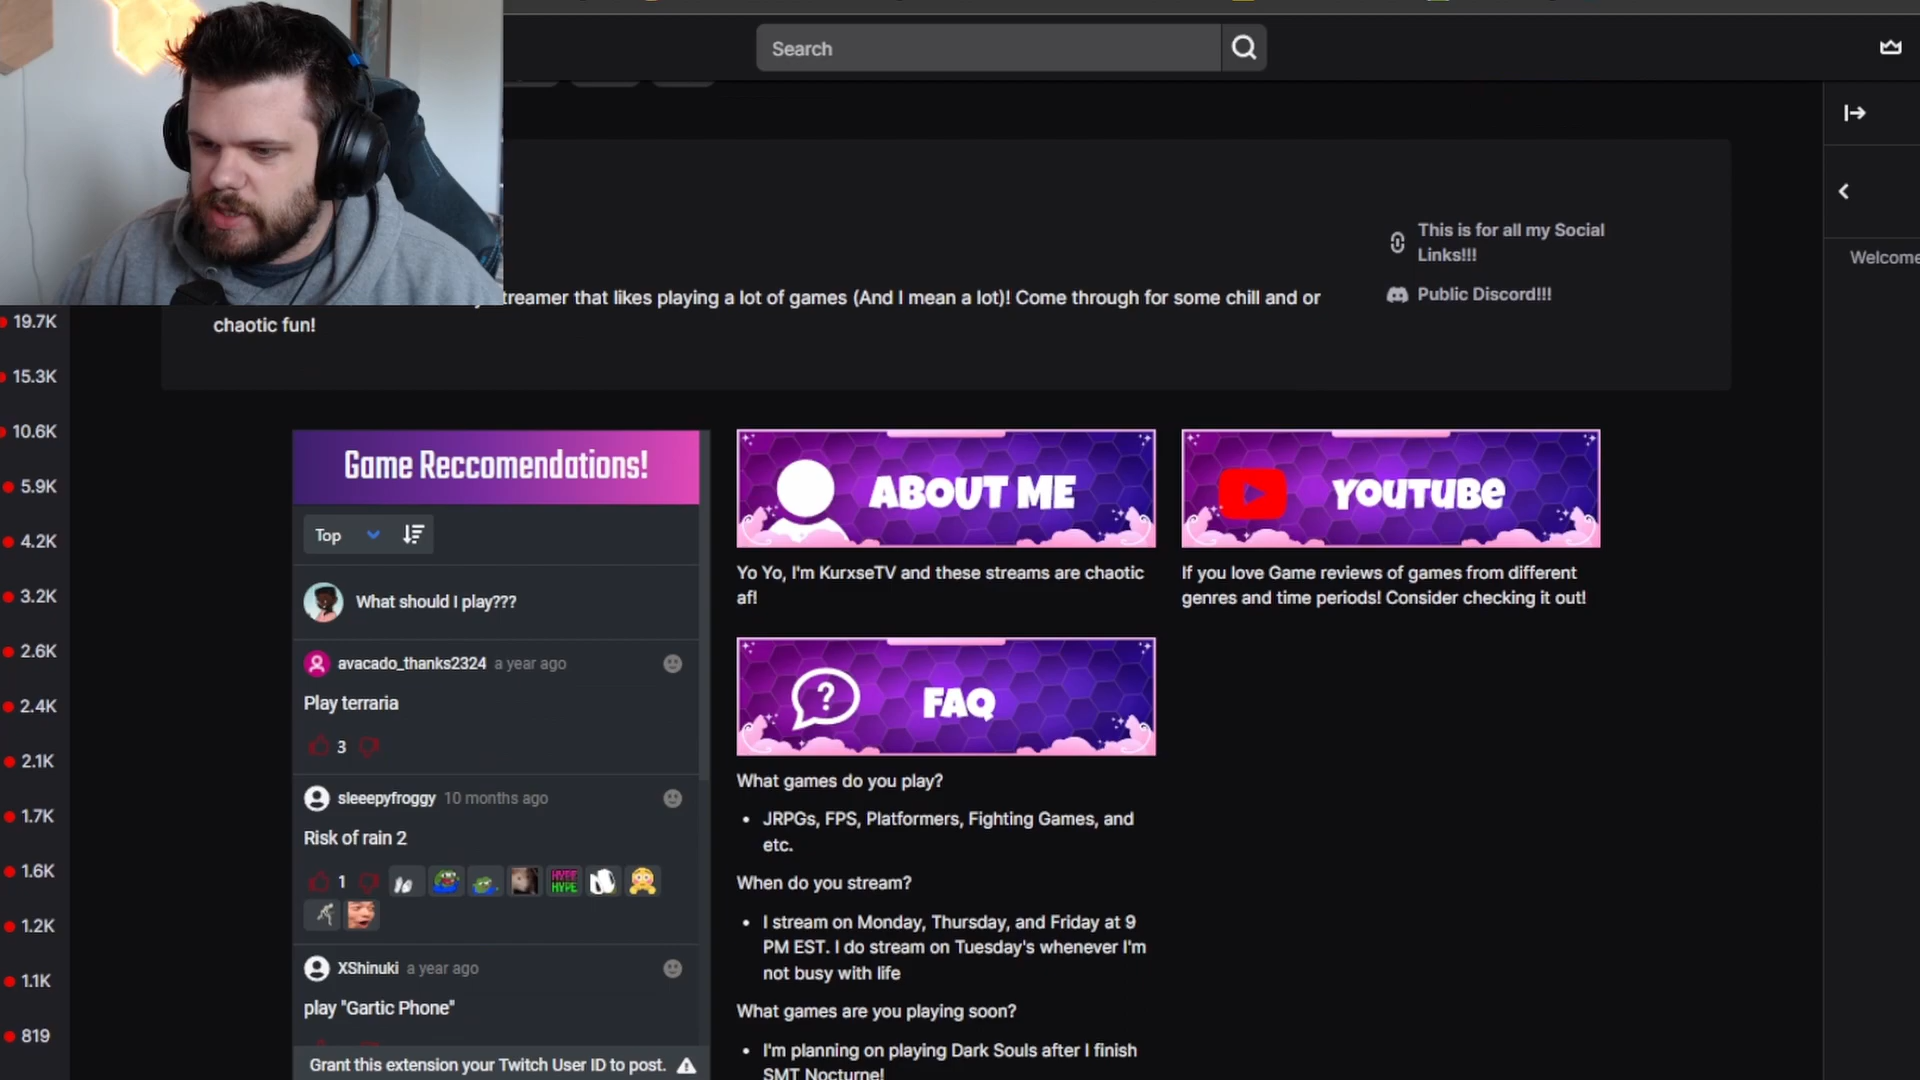 Search
This is for all my Social
Links!!!
Public Discord!!!
Welcome
streamer that likes playing a lot of games (And I mean a lot)! Come through for some chill and or
chaotic fun!
19.7K
15.3K
10.6K
5.9K
4.2K
3.2K
2.6K
2.4K
2.1K
1.7K
1.6K
1.2K
1.1K
819
Game Reccomendations!
Top
What should I play???
avacado_thanks2324 a year ago
Play terraria
3
sleeepyfroggy 10 months ago
Risk of rain 2
1
HYPE
HYPE
XShinuki a year ago
play "Gartic Phone"
Grant this extension your Twitch User ID to post.
ABOUT ME
Yo Yo, I'm KurxseTV and these streams are chaotic
af!
FAQ
What games do you play?
• JRPGs, FPS, Platformers, Fighting Games, and
etc.
When do you stream?
• I stream on Monday, Thursday, and Friday at 9
PM EST. I do stream on Tuesday's whenever I'm
not busy with life
What games are you playing soon?
• I'm planning on playing Dark Souls after I finish
SMT Nocturne!
YOUTUBE
If you love Game reviews of games from different
genres and time periods! Consider checking it out!